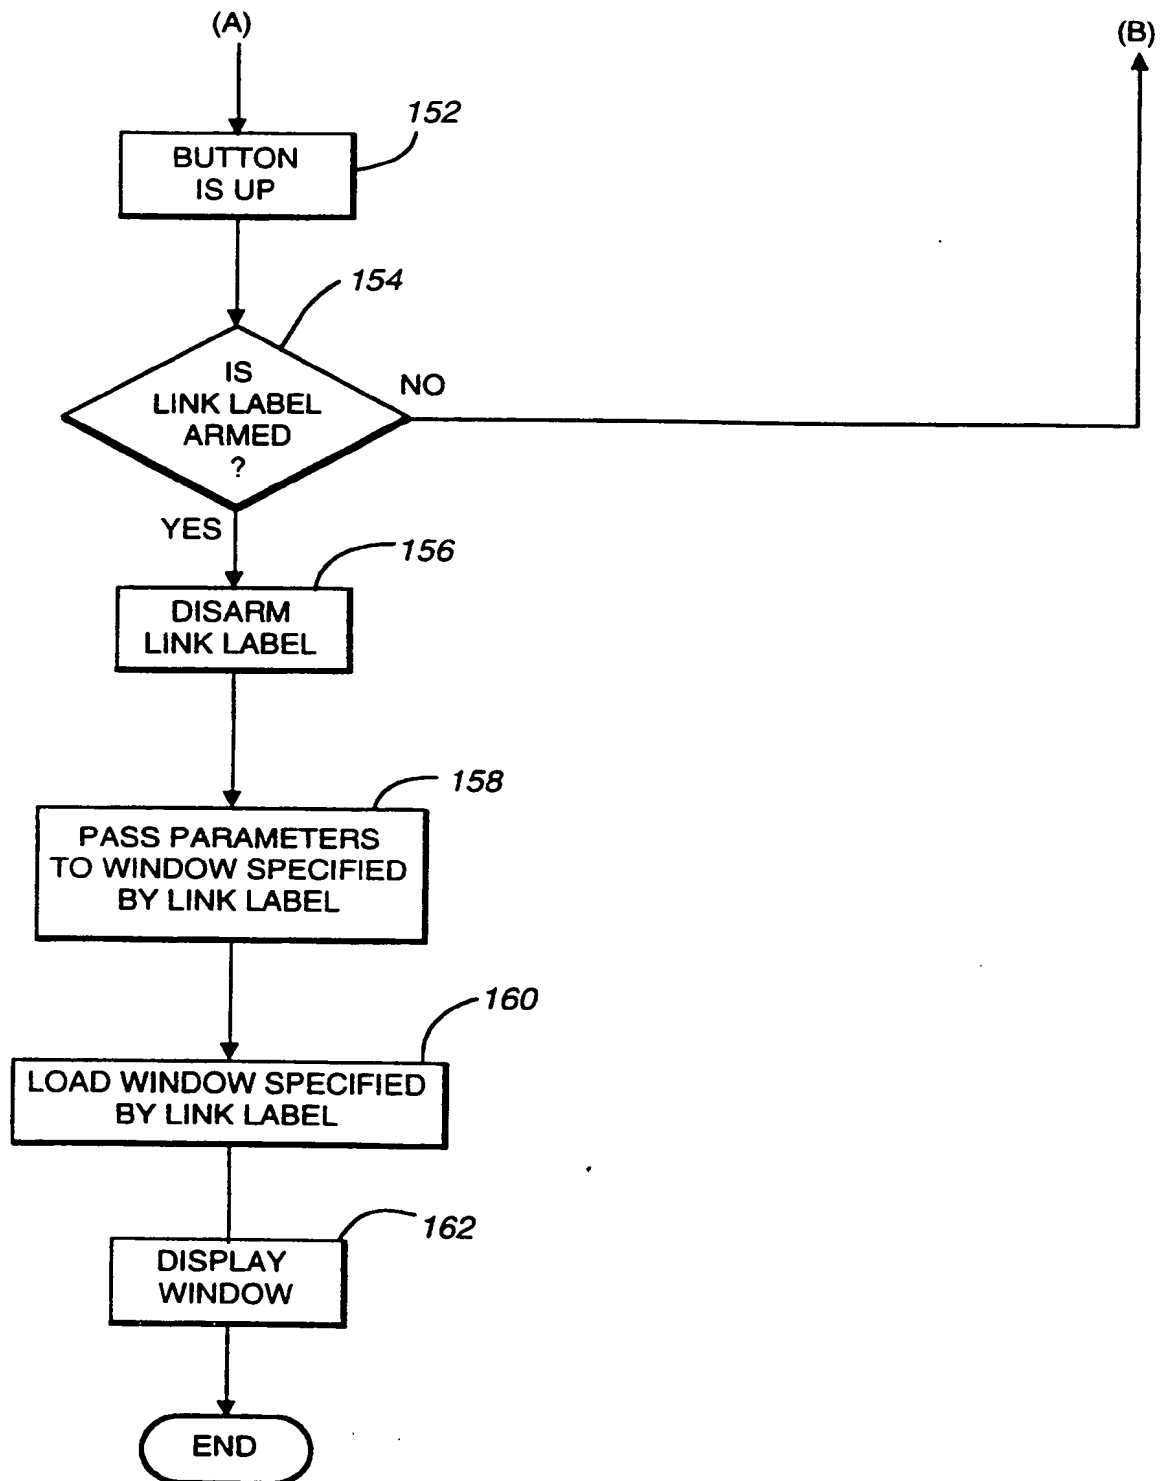 (A)
(B)
152
BUTTON
IS UP
154
IS
LINK LABEL
ARMED
?
NO
YES
156
DISARM
LINK LABEL
158
PASS PARAMETERS
TO WINDOW SPECIFIED
BY LINK LABEL
160
LOAD WINDOW SPECIFIED
BY LINK LABEL
162
DISPLAY
WINDOW
END